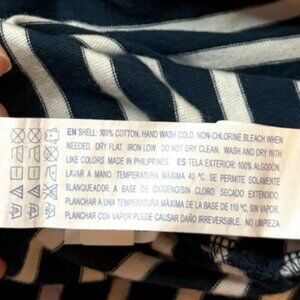 EN SHELL: 100% COTTON. HAND WASH COLD. NON-CHLORINE BLEACH WHEN
NEEDED. DRY FLAT. IRON LOW. DO NOT DRY CLEAN. WASH AND DRY WITH
LIKE COLORS. MADE IN PHILIPPINES ES TELA EXTERIOR: 100% ALGODÓN.
LAVAR A MANO. TEMPERATURA MÁXIMA 40 ºC. SE PERMITE SOLAMENTE
BLANQUEADOR A BASE DE OXÍGENO/SIN CLORO. SECADO EXTENDIDO.
PLANCHAR A UNA TEMPERATURA MÁXIMA DE LA BASE DE 110 ºC, SIN VAPOR.
PLANCHAR CON VAPOR PUEDE CAUSAR DAÑO IRREVERSIBLE. NO LIMPIAR